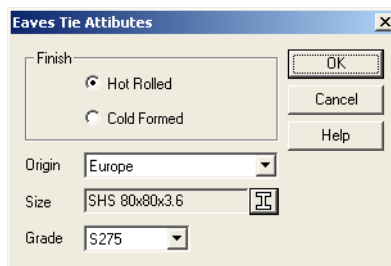 Eaves Tie Attibutes
Finish
Hot Rolled
Cold Formed
OK
Cancel
Help
Origin Europe
Size SHS 80x80x3.6
Grade S275